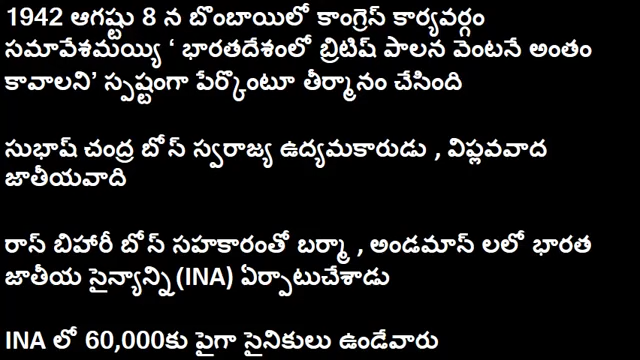 1942 ఆగష్టు 8 న బొంబాయిలో కాంగ్రెస్ కార్యవర్గం
సమావేశమయ్యి ‘ భారతదేశంలో బ్రిటిష్ పాలన వెంటనే అంతం
కావాలని’ స్పష్టంగా పేర్కొంటూ తీర్మానం చేసింది
సుభాష్ చంద్ర బోస్ స్వరాజ్య ఉద్యమకారుడు , విప్లవవాద
జాతీయవాది
రాస్ బిహారీ బోస్ సహకారంతో బర్మా , అండమాస్ లలో భారత
జాతీయ సైన్యాన్ని(INA) ఏర్పాటుచేశాడు
INA లో 60,000కు పైగా సైనికులు ఉండేవారు